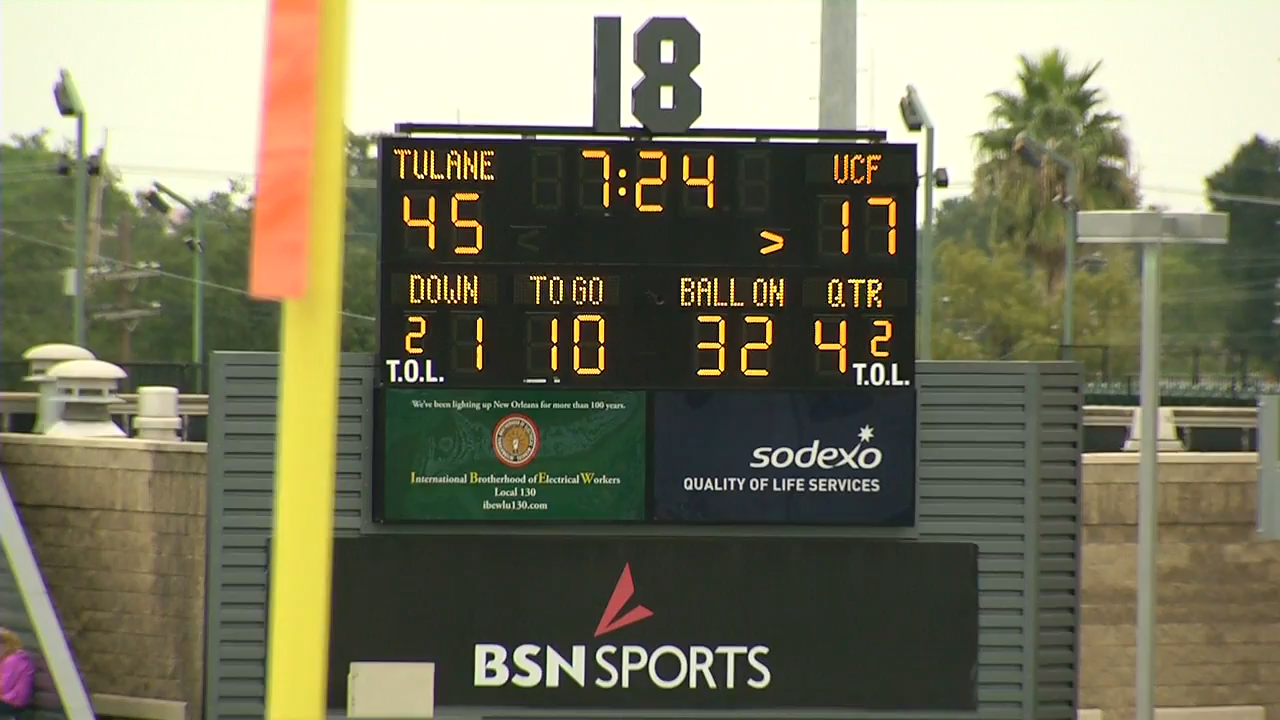 18
TULANE 7:24 UCF
45 > 17
DOWN TO GO BALL ON QTR
2 1 10 32 4 2
T.O.L. T.O.L.
We've been lighting up New Orleans for more than 100 years.
International Brotherhood of Electrical Workers
Local 130
ibewlu130.com
sodexo
QUALITY OF LIFE SERVICES
BSN SPORTS